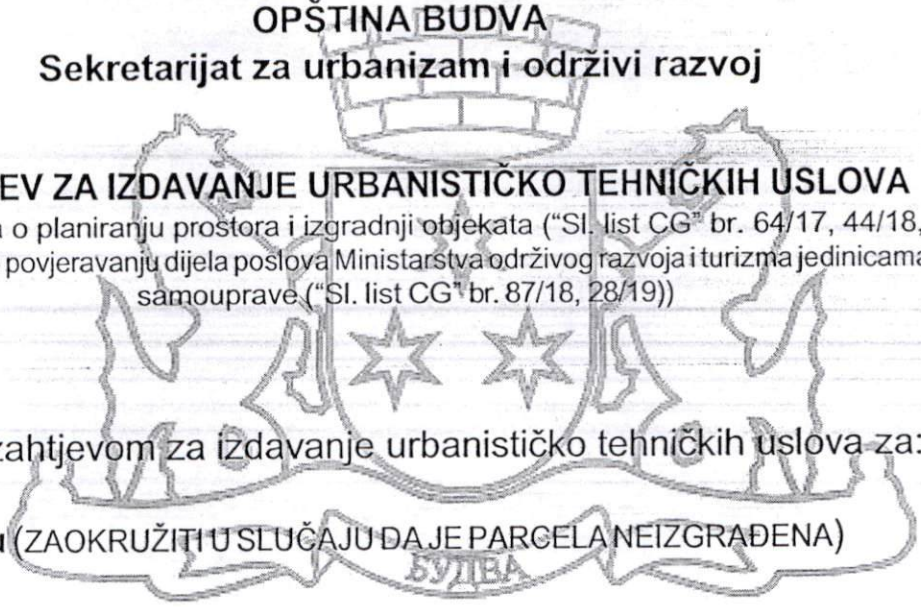 OPŠTINA BUDVA
Sekretarijat za urbanizam i održivi razvoj
EV ZA IZDAVANJE URBANISTIČKO TEHNIČKIH USLOVA
o planiranju prostora i izgradnji objekata (“Sl. list CG” br. 64/17, 44/18,
povjeravanju dijela poslova Ministarstva održivog razvoja i turizma jedinicama
samouprave (“Sl. list CG” br. 87/18, 28/19))
zahtjevom za izdavanje urbanističko tehničkih uslova za:
(ZAOKRUŽITI U SLUČAJU DA JE PARCELA NEIZGRAĐENA)
БУДВА